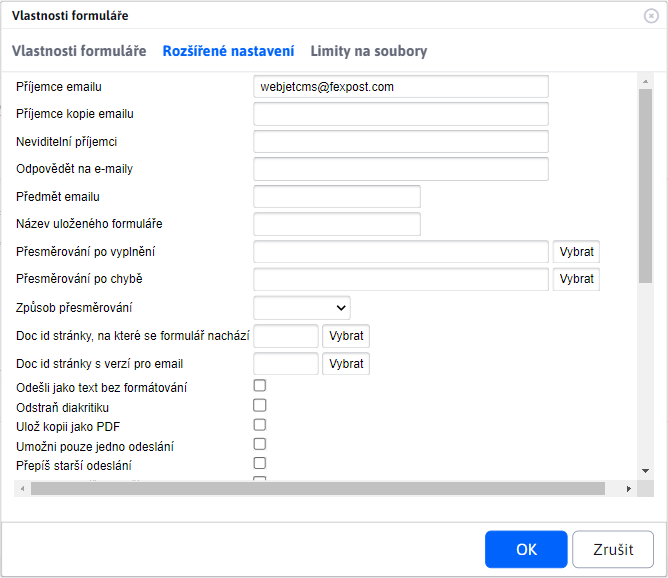 Vlastnosti formuláře
Vlastnosti formuláře Rozšířené nastavení Limity na soubory
Příjemce emailu webjetcms@fexpost.com
Příjemce kopie emailu
Neviditelní příjemci
Odpovědět na e-maily
Předmět emailu
Název uloženého formuláře
Přesměrování po vyplnění Vybrat
Přesměrování po chybě Vybrat
Způsob přesměrování
Doc id stránky, na které se formulář nachází Vybrat
Doc id stránky s verzí pro email Vybrat
Odešli jako text bez formátování
Odstraň diakritiku
Ulož kopii jako PDF
Umožni pouze jedno odeslání
Přepíš starší odeslání
OK Zrušit